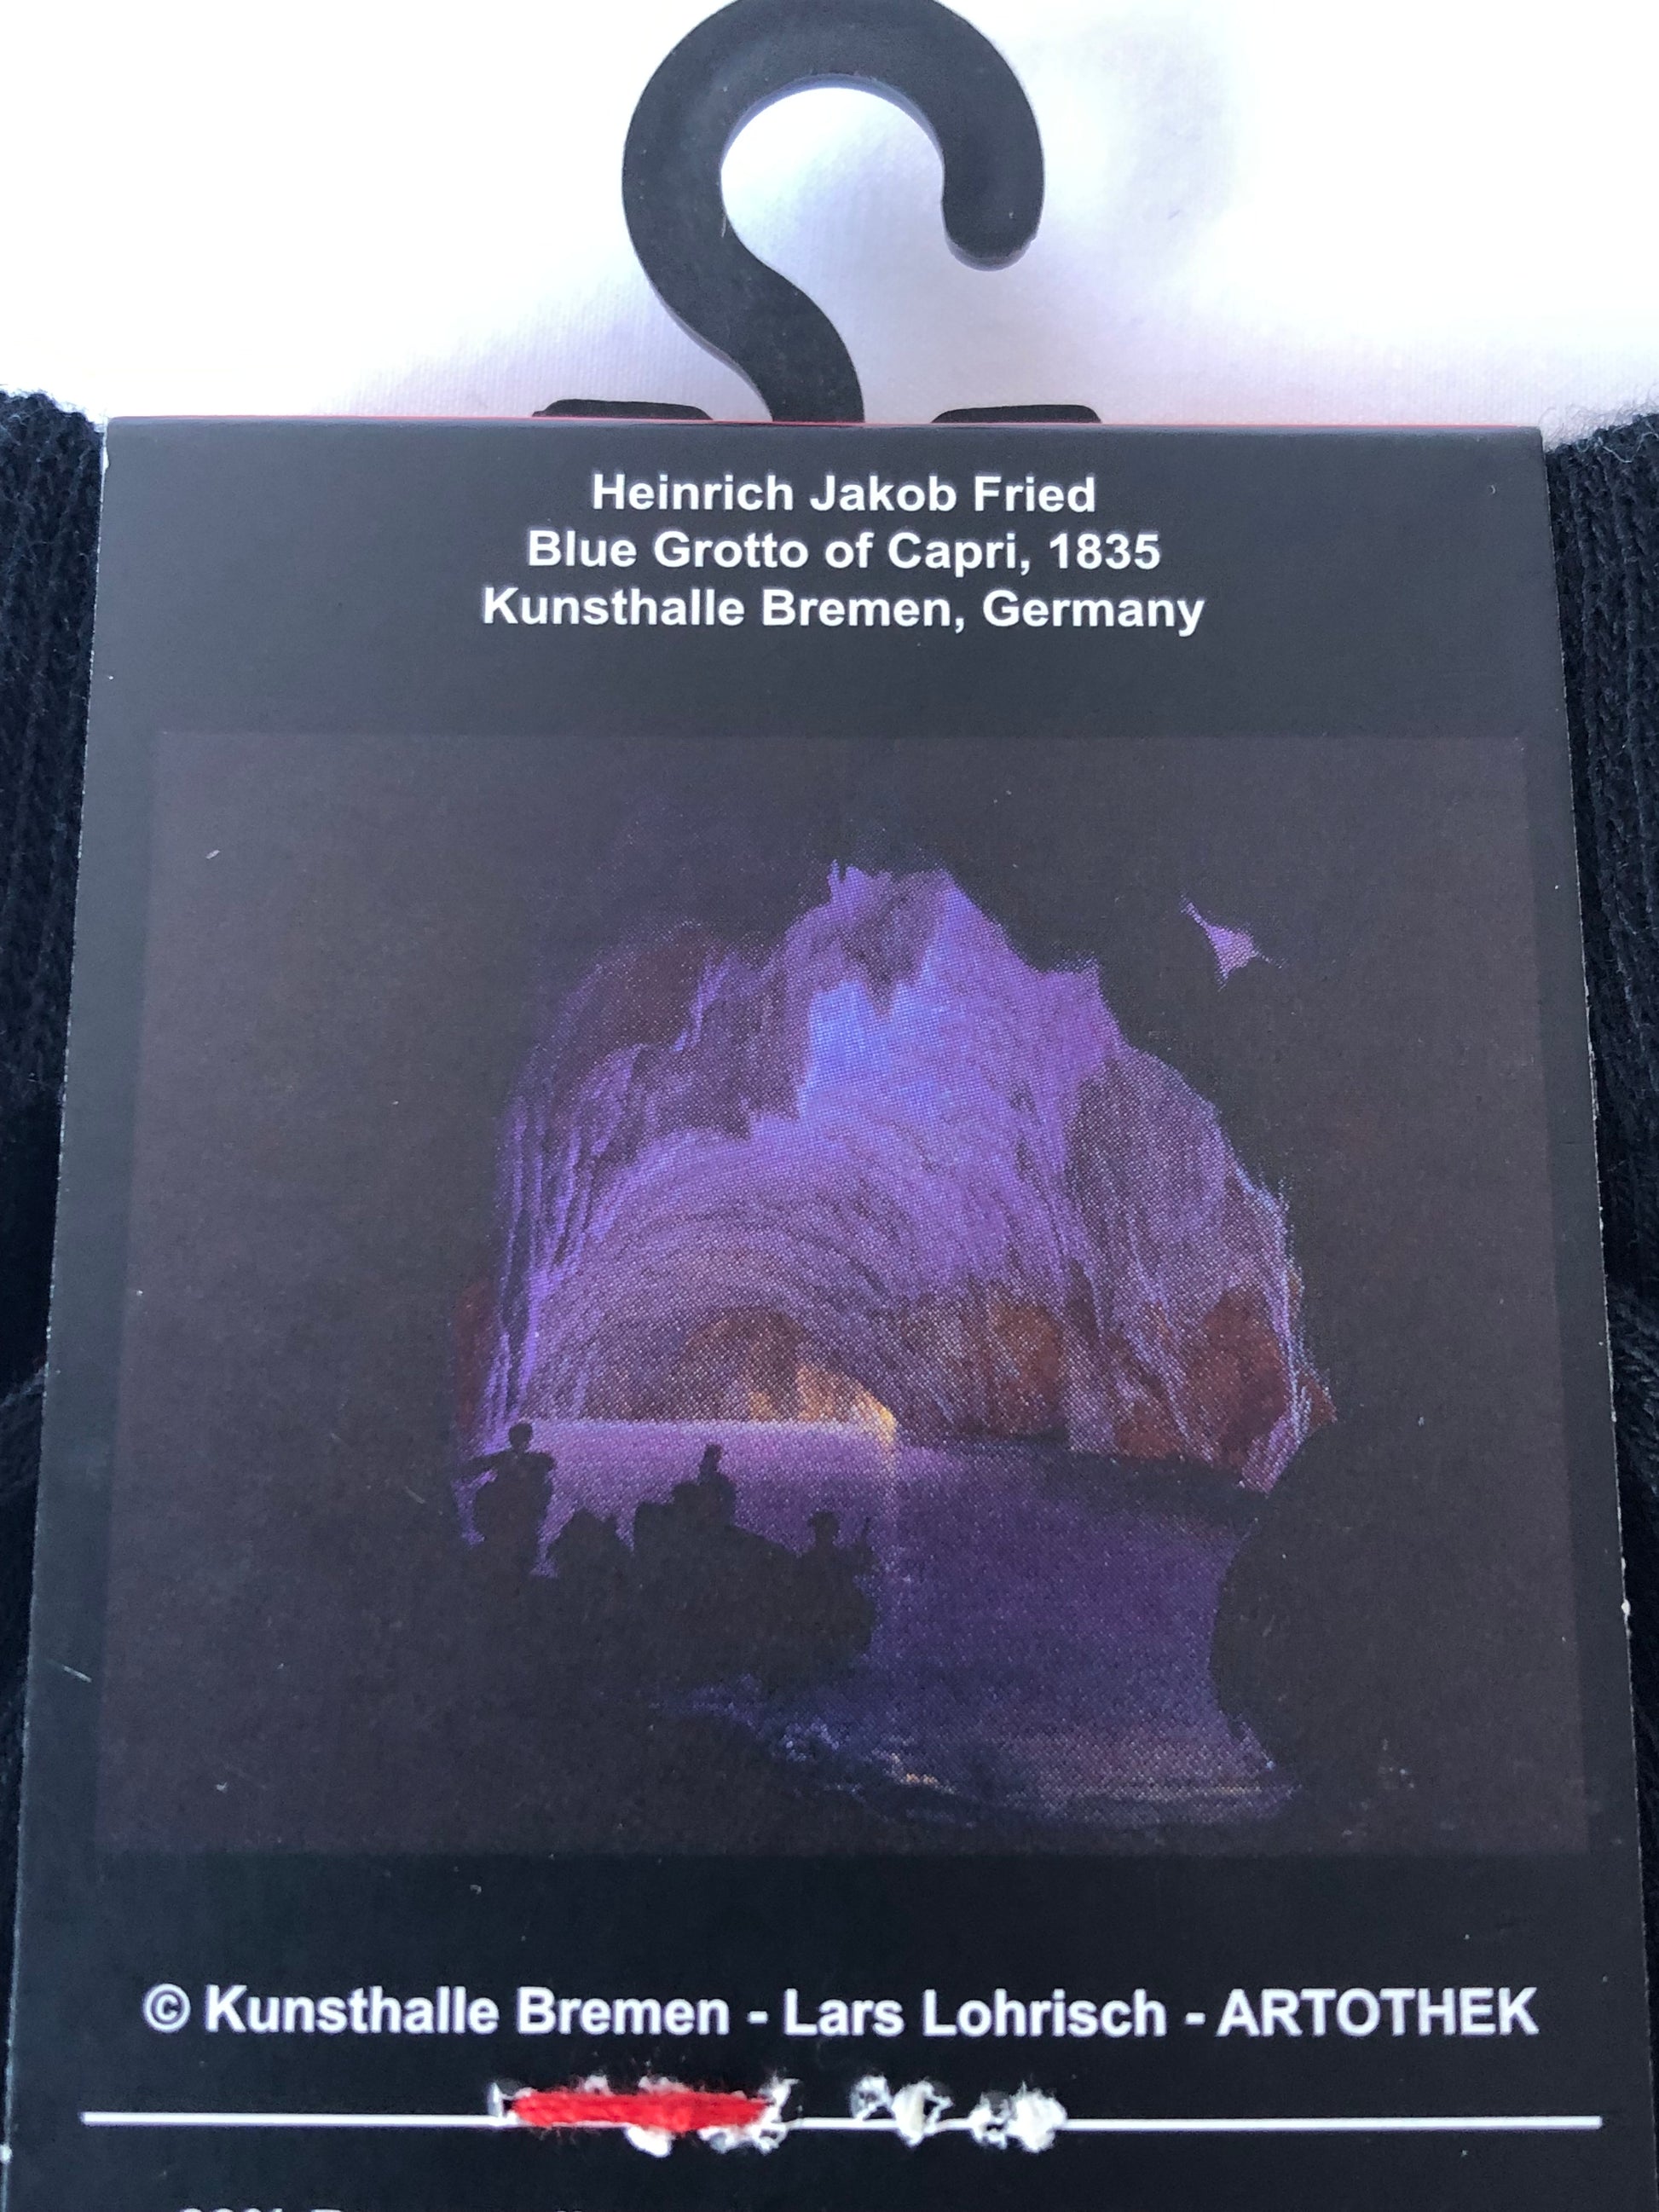 Heinrich Jakob Fried
Blue Grotto of Capri, 1835
Kunsthalle Bremen, Germany
© Kunsthalle Bremen - Lars Lohrisch - ARTOTHEK